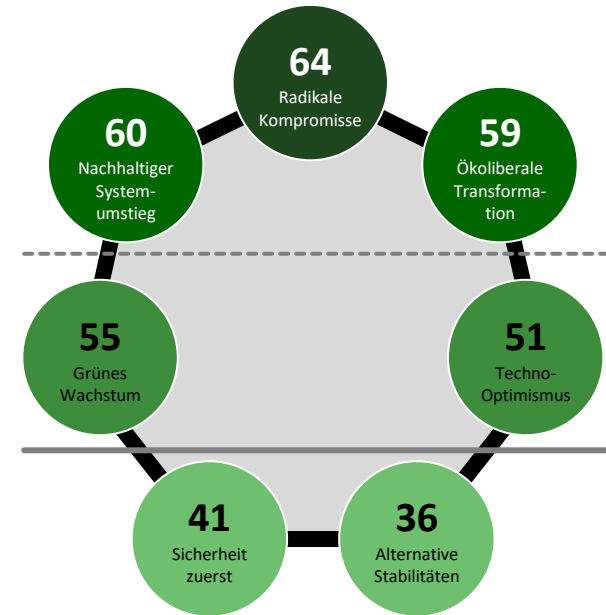 64
Radikale
Kompromisse
60
Nachhaltiger
System-
umstieg
59
Ökoliberale
Transforma-
tion
55
Grünes
Wachstum
51
Techno-
Optimismus
41
Sicherheit
zuerst
36
Alternative
Stabilitäten